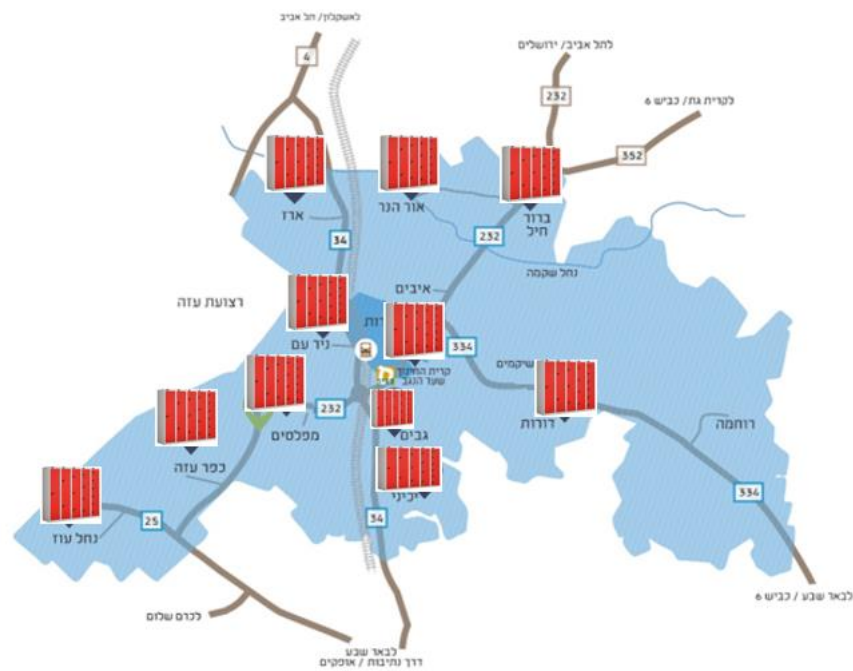 לאשקלון/ תל אביב
4
לתל אביב/ ירושלים
232
לקרית גת/ כביש 6
352
ארז
אור הנר
ברור
חיל
34
232
נחל שקמה
איבים
רצועת עזה
ניר עם
334
קרית החינוך
שער הנגב
שיקמים
232
מפלסים
גבים
דורות
רוחמה
כפר עזה
יכיני
334
נחל עוז
25
34
לבאר שבע / כביש 6
לכרם שלום
לבאר שבע
דרך נתיבות / אופקים